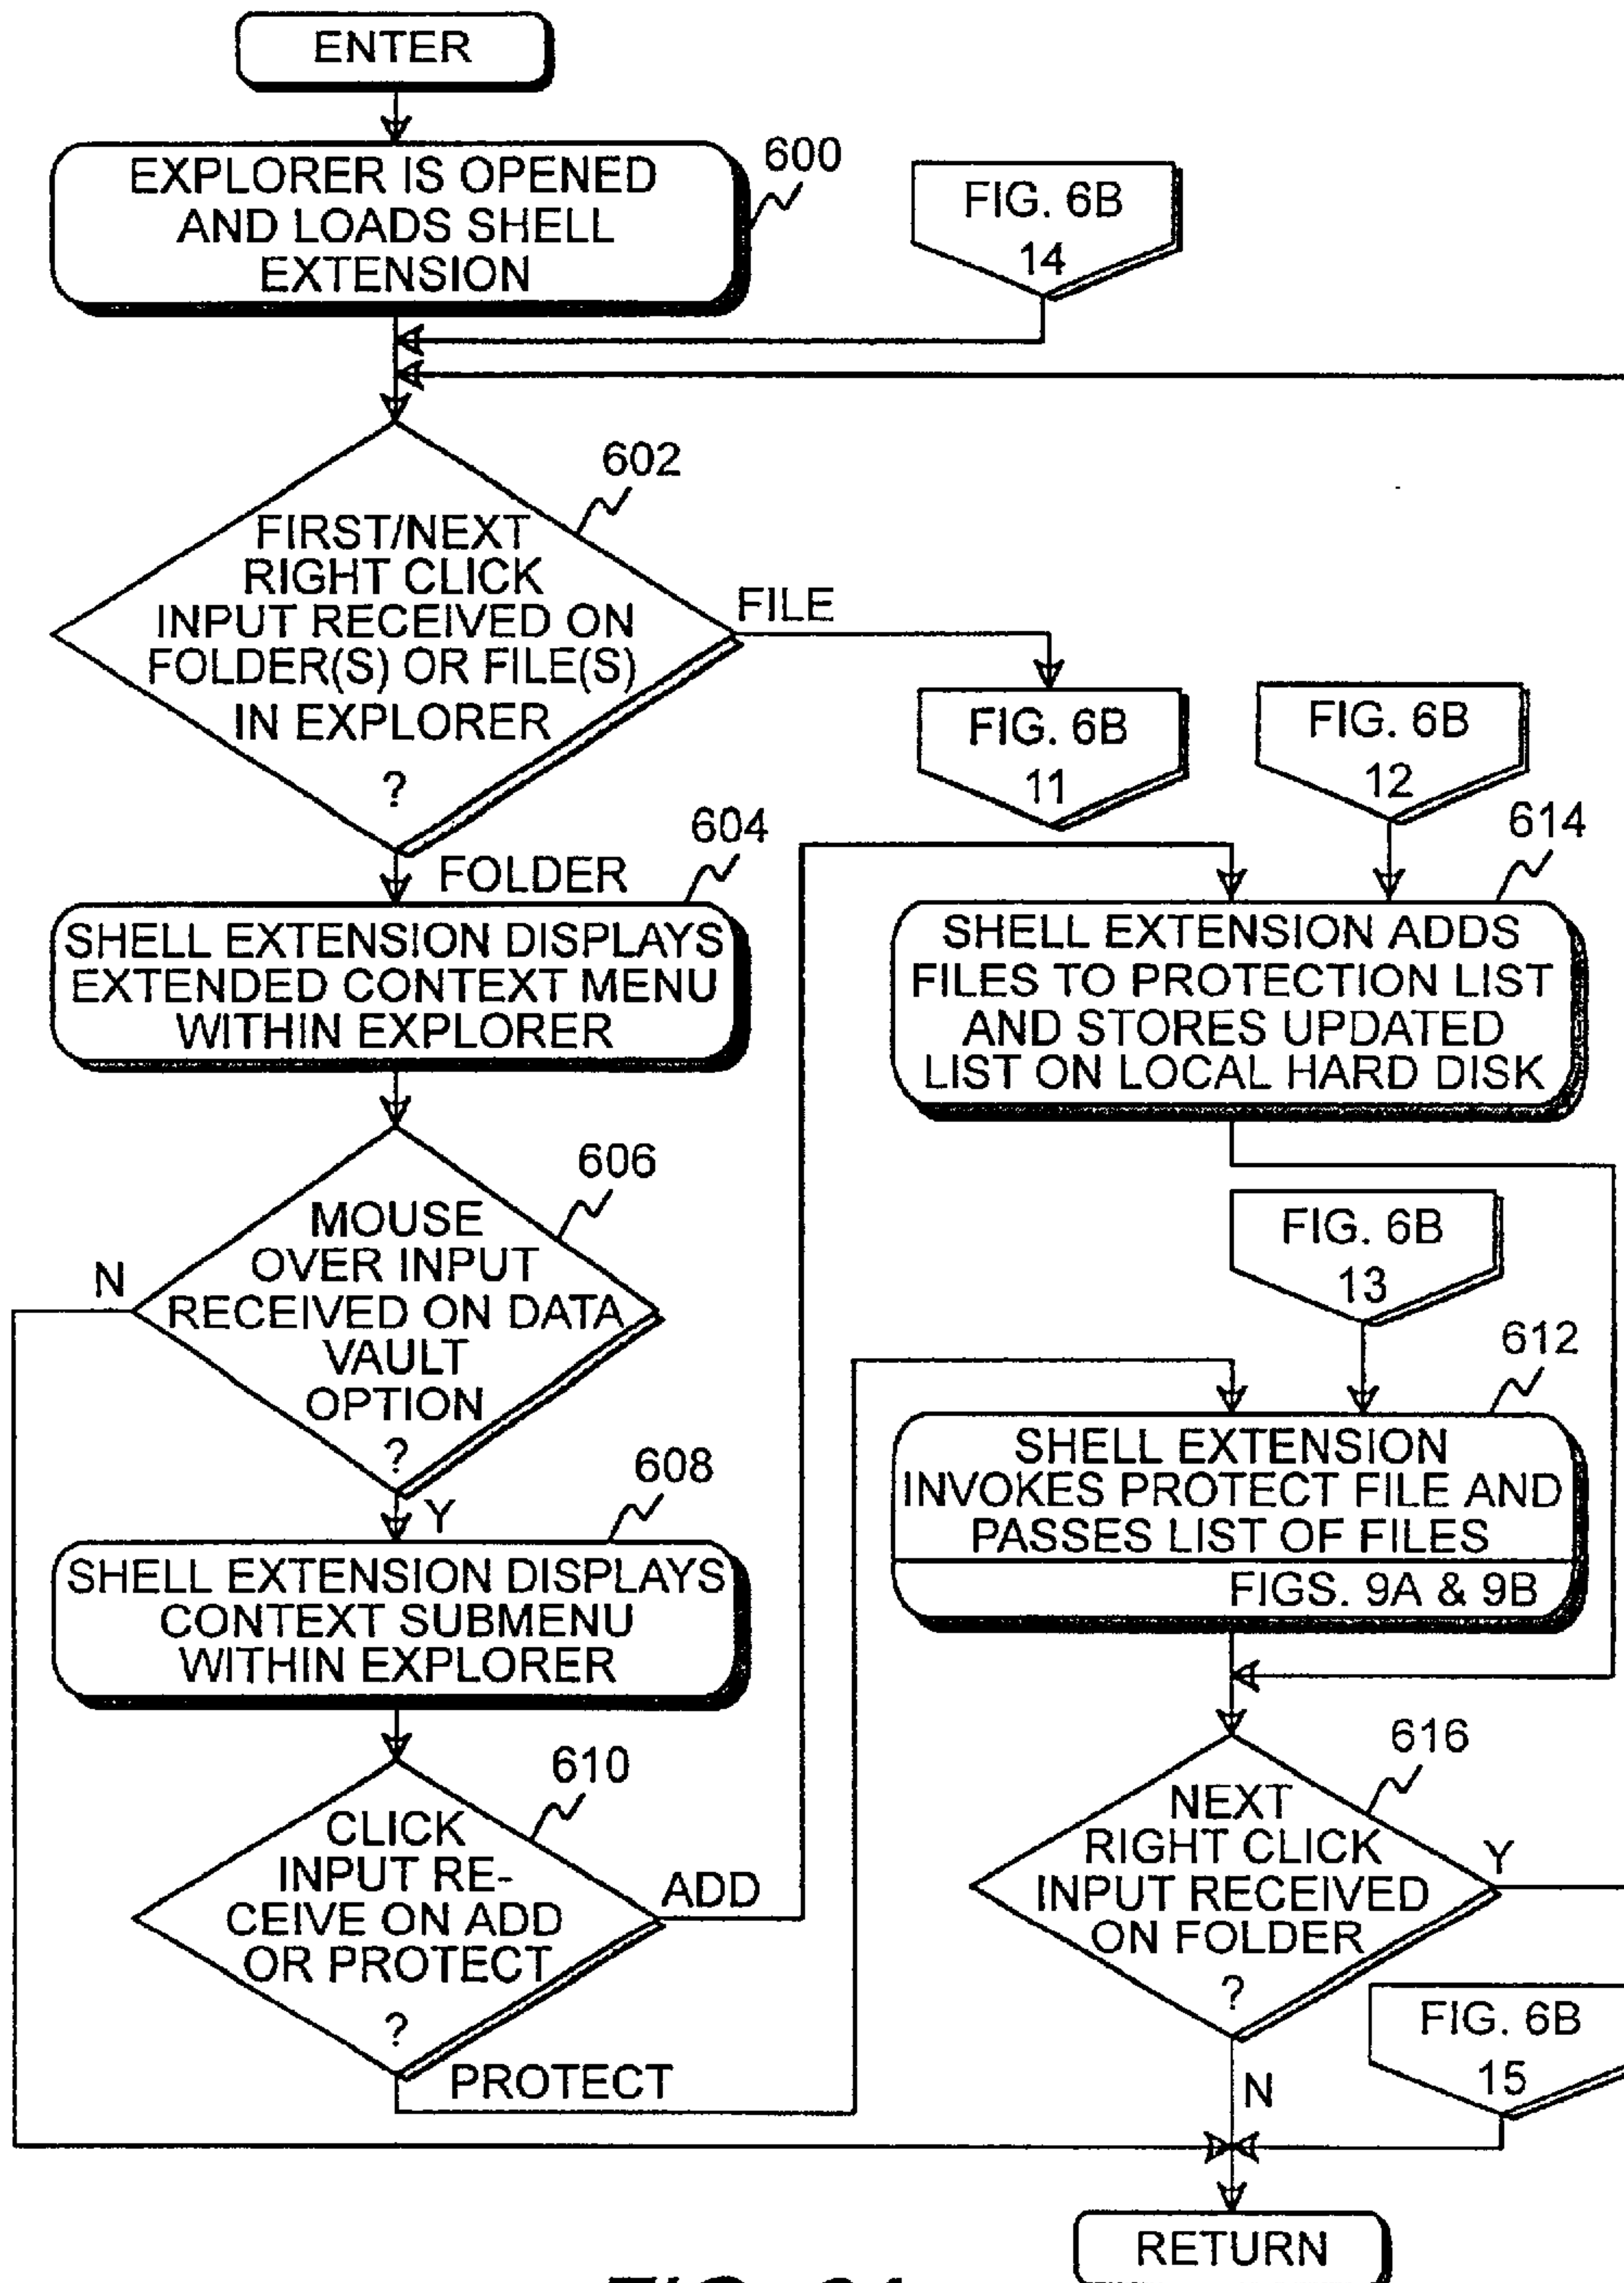 ENTER
EXPLORER IS OPENED
AND LOADS SHELL
EXTENSION
600
FIG. 6B
14
602
FIRST/NEXT
RIGHT CLICK
INPUT RECEIVED ON
FOLDER(S) OR FILE(S)
IN EXPLORER
?
FILE
FIG. 6B
11
FIG. 6B
12
FOLDER
604
SHELL EXTENSION DISPLAYS
EXTENDED CONTEXT MENU
WITHIN EXPLORER
614
SHELL EXTENSION ADDS
FILES TO PROTECTION LIST
AND STORES UPDATED
LIST ON LOCAL HARD DISK
606
MOUSE
OVER INPUT
RECEIVED ON DATA
VAULT
OPTION
?
N
Y
FIG. 6B
13
612
SHELL EXTENSION
INVOKES PROTECT FILE AND
PASSES LIST OF FILES
FIGS. 9A & 9B
608
SHELL EXTENSION DISPLAYS
CONTEXT SUBMENU
WITHIN EXPLORER
610
CLICK
INPUT RE-
CEIVE ON ADD
OR PROTECT
?
ADD
PROTECT
616
NEXT
RIGHT CLICK
INPUT RECEIVED
ON FOLDER
?
Y
N
FIG. 6B
15
RETURN